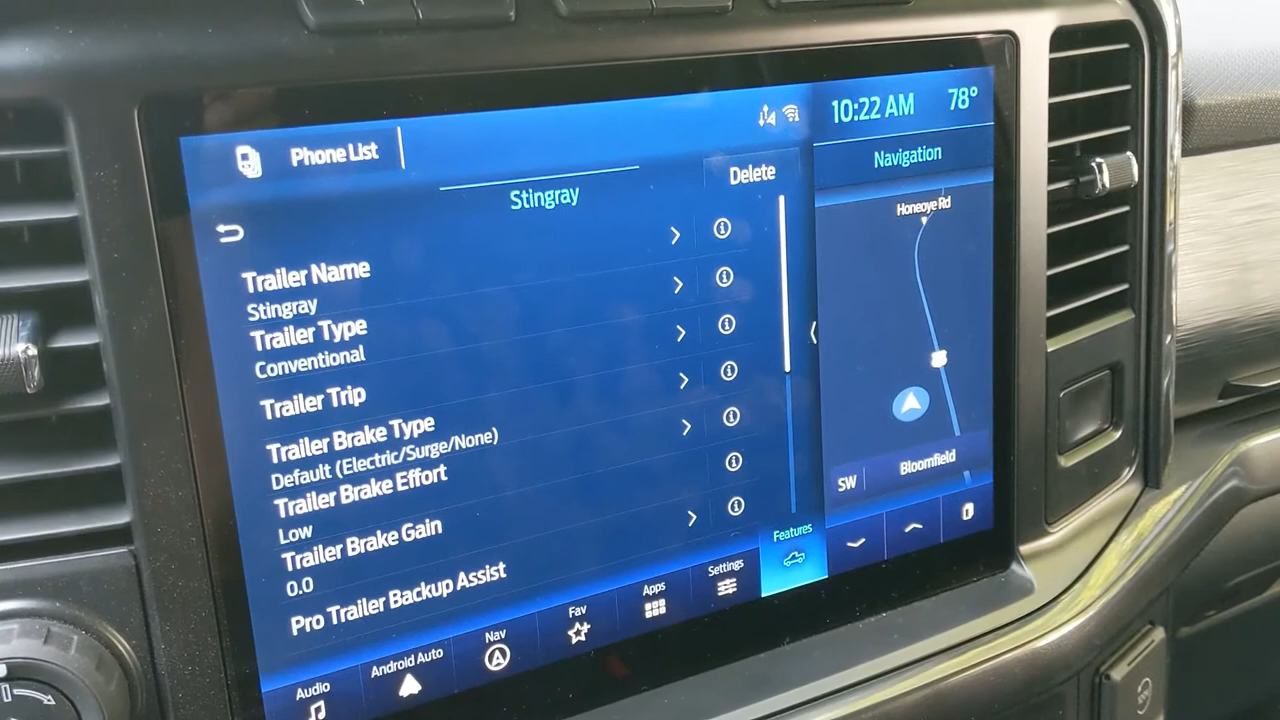 Phone List
10:22 AM 78°
Delete
Stingray
Navigation
Honeoye Rd
Trailer Name
Stingray
Trailer Type
Conventional
Trailer Trip
Trailer Brake Type
Default (Electric/Surge/None)
Trailer Brake Effort
Low
Trailer Brake Gain
0.0
Pro Trailer Backup Assist
SW Bloomfield
Audio
Android Auto
Nav
Fav
Apps
Settings
Features